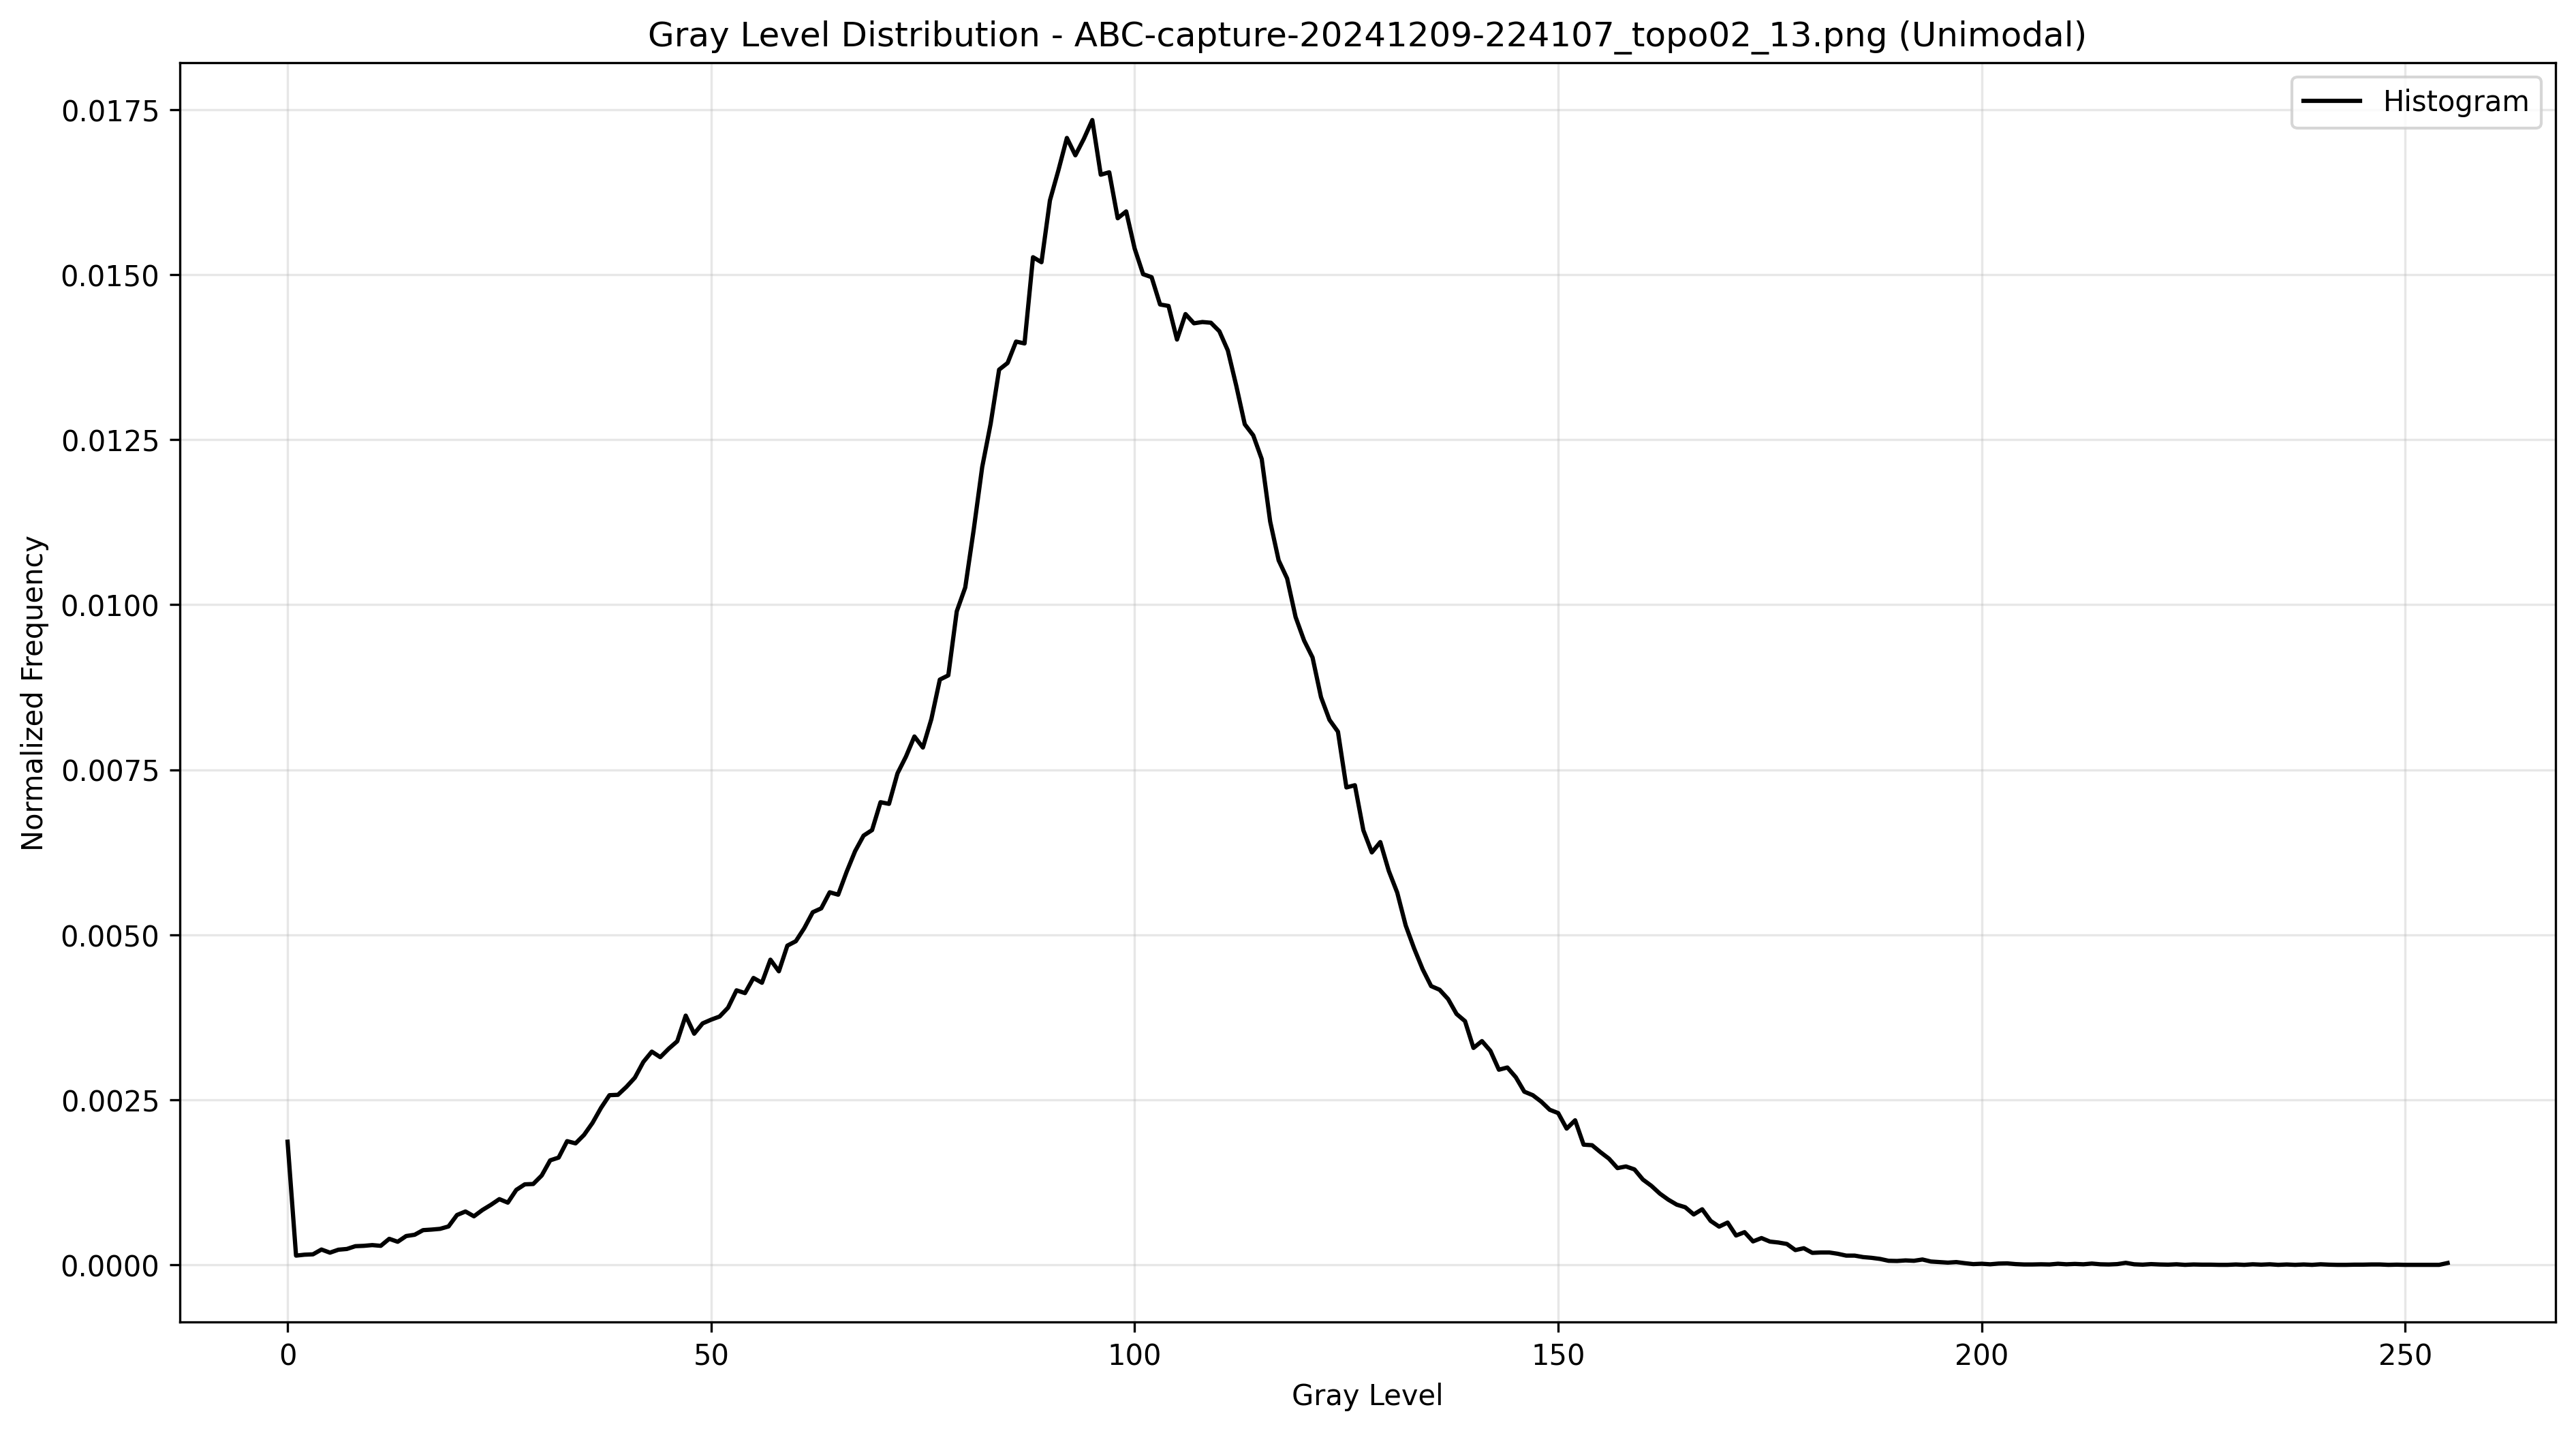 Gray Level Distribution - ABC-capture-20241209-224107_topo02_13.png (Unimodal)
Histogram
Normalized Frequency
0.0175
0.0150
0.0125
0.0100
0.0075
0.0050
0.0025
0.0000
0 50 100 150 200 250
Gray Level